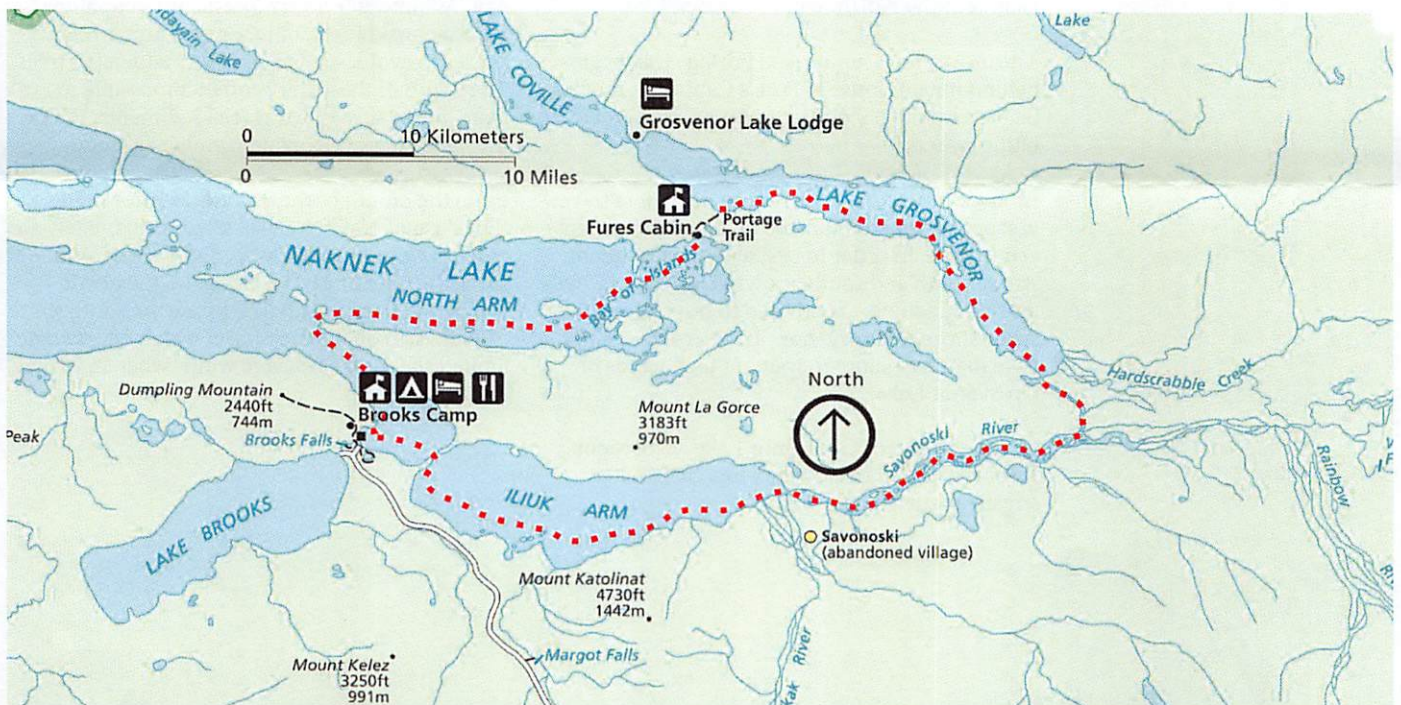 Lake
LAKE COVILLE
Lake
Grosvenor Lake Lodge
0
10 Kilometers
0
10 Miles
LAKE GROSVENOR
Portage
Trail
Fures Cabin
NAKNEK LAKE
NORTH ARM
Bay of Islands
Hardscrabble Creek
North
Dumpling Mountain
2440ft
744m
Brooks Camp
Mount La Gorce
3183ft
970m
Peak
Brooks Falls
Savonoski River
Rainbow
ILIUK ARM
LAKE BROOKS
Savonoski
(abandoned village)
Mount Katolinat
4730ft
1442m
Margot Falls
River
Mount Kelez
3250ft
991m